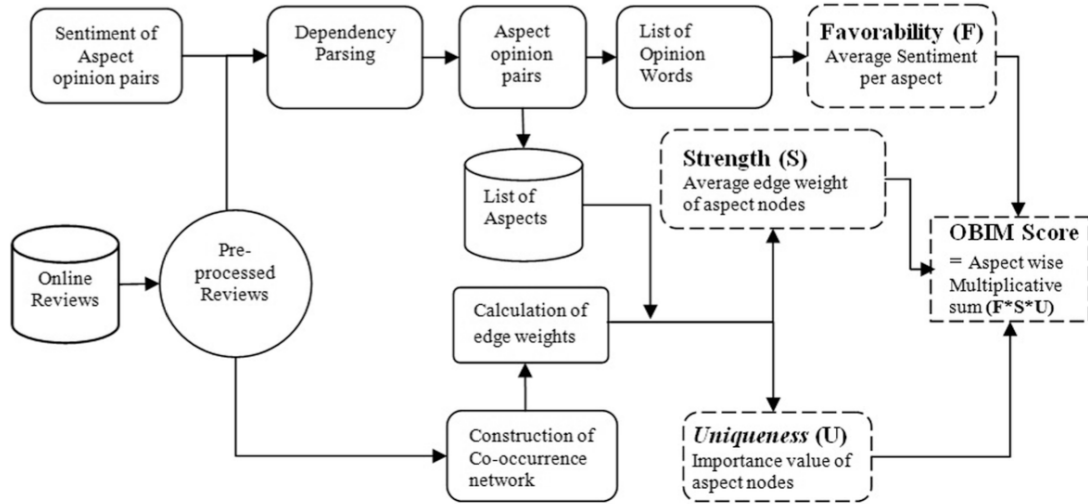 Sentiment of
Aspect
opinion pairs
Dependency
Parsing
Aspect
opinion
pairs
List of
Opinion
Words
Favorability (F)
Average Sentiment
per aspect
Strength (S)
Average edge weight
of aspect nodes
List of
Aspects
Online
Reviews
Pre-
processed
Reviews
OBIM Score
= Aspect wise
Multiplicative
sum (F*S*U)
Calculation of
edge weights
Construction of
Co-occurrence
network
Uniqueness (U)
Importance value of
aspect nodes